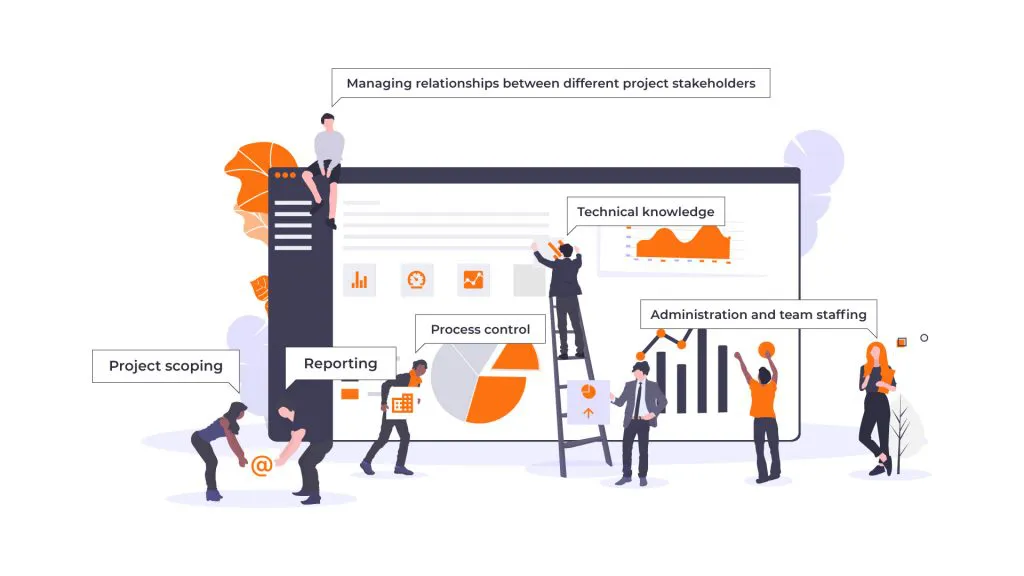 Managing relationships between different project stakeholders
Technical knowledge
Administration and team staffing
Process control
Reporting
Project scoping
@